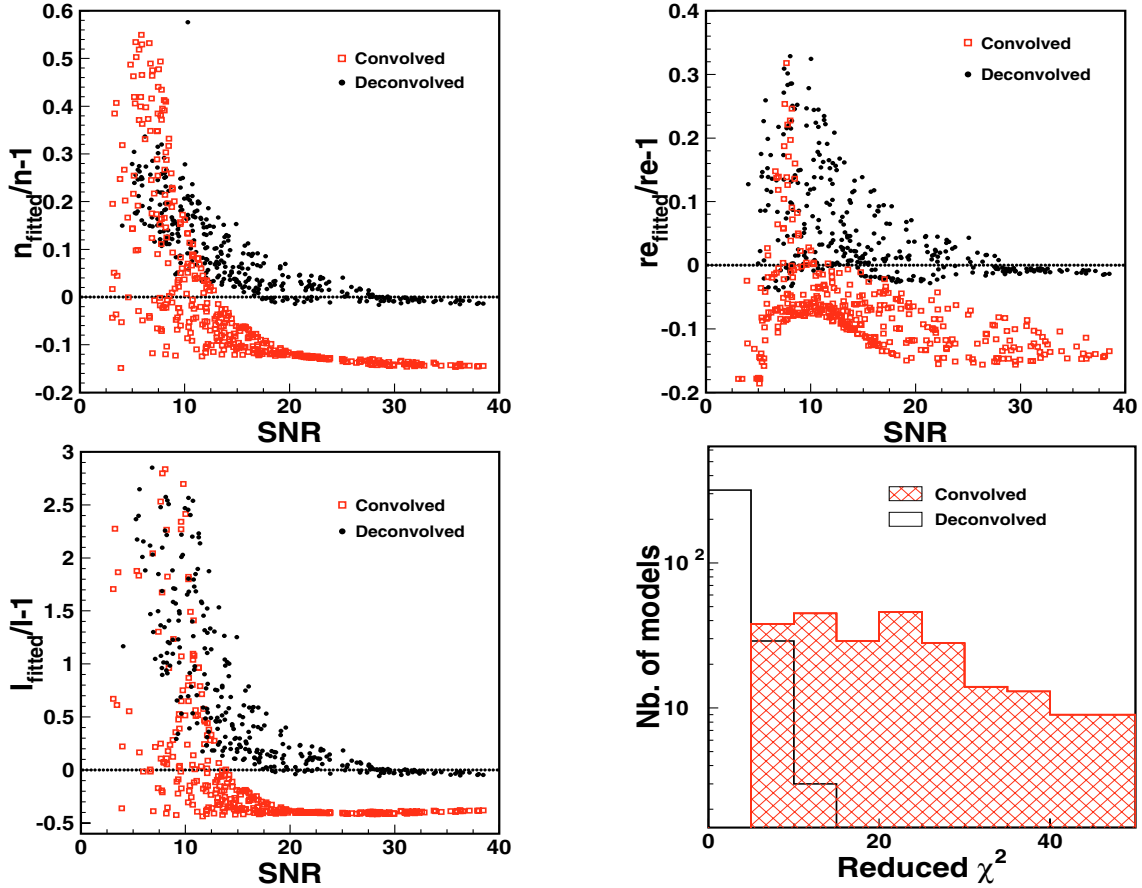 0.6
0.5
0.4
0.3
0.2
0.1
0
-0.1
-0.2
n_fitted/n-1
Convolved
Deconvolved
0 10 20 30 40
SNR
0.4
0.3
0.2
0.1
0
-0.1
-0.2
re_fitted/re-1
Convolved
Deconvolved
0 10 20 30 40
SNR
3
2.5
2
1.5
1
0.5
0
-0.5
I_fitted/I-1
Convolved
Deconvolved
0 10 20 30 40
SNR
10²
10
Nb. of models
Convolved
Deconvolved
0 20 40
Reduced χ²